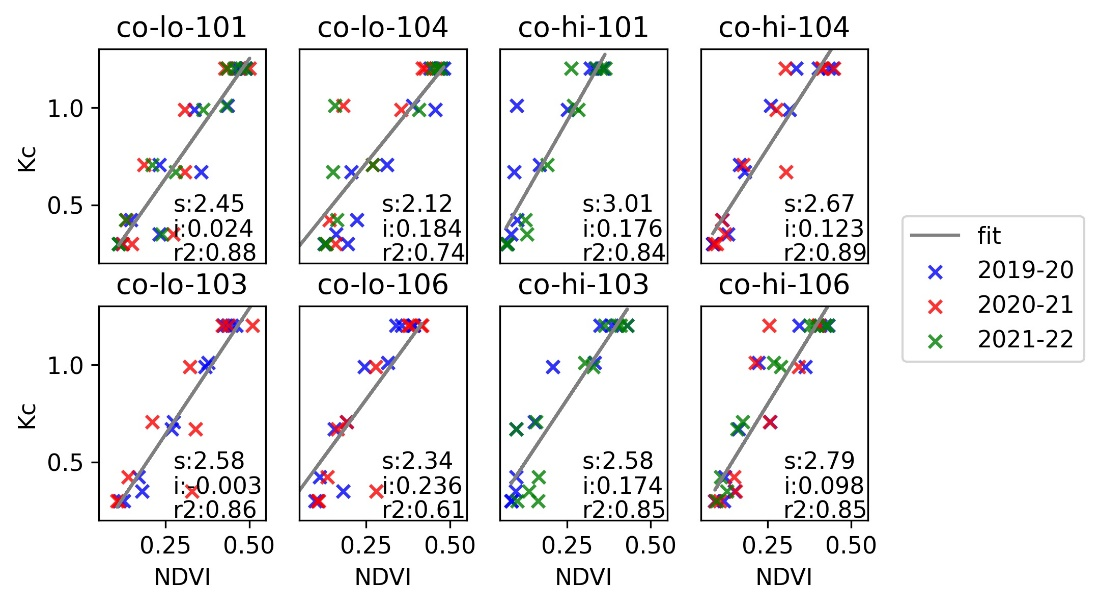 co-lo-101 co-lo-104 co-hi-101 co-hi-104
Kc
1.0
0.5
s:2.45
i:0.024
r2:0.88
s:2.12
i:0.184
r2:0.74
s:3.01
i:0.176
r2:0.84
s:2.67
i:0.123
r2:0.89
co-lo-103 co-lo-106 co-hi-103 co-hi-106
Kc
1.0
0.5
s:2.58
i:-0.003
r2:0.86
s:2.34
i:0.236
r2:0.61
s:2.58
i:0.174
r2:0.85
s:2.79
i:0.098
r2:0.85
0.25 0.50 0.25 0.50 0.25 0.50 0.25 0.50
NDVI NDVI NDVI NDVI
fit
2019-20
2020-21
2021-22